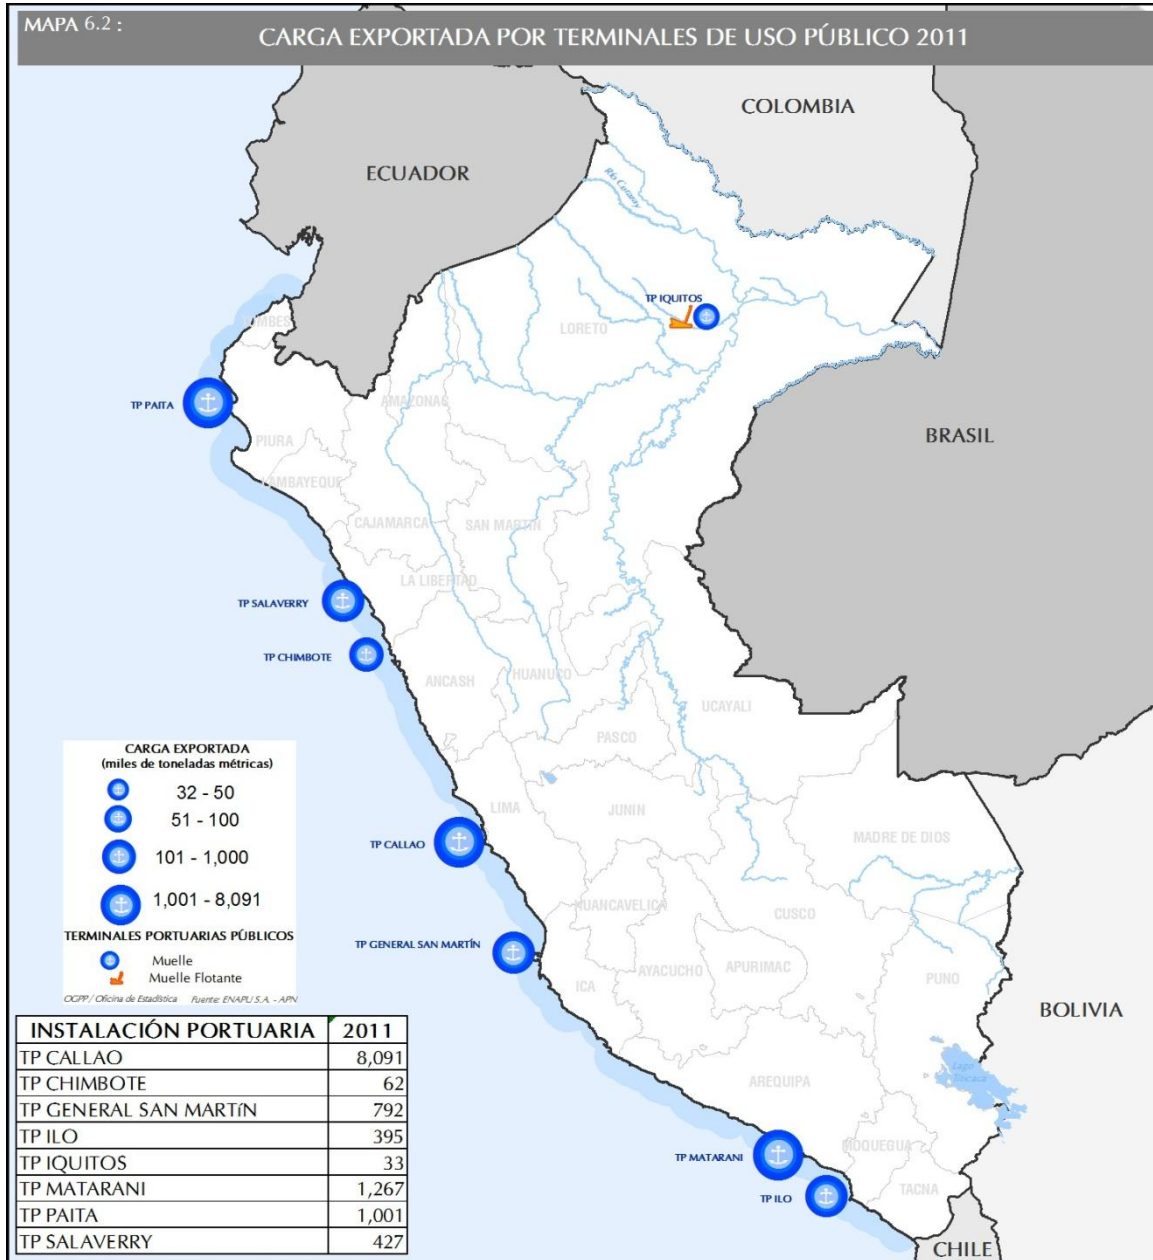 MAPA 6.2 :
CARGA EXPORTADA POR TERMINALES DE USO PÚBLICO 2011
COLOMBIA
ECUADOR
Río Curaray
TP IQUITOS
LORETO
TUMBES
TP PAITA
AMAZONAS
PIURA
BRASIL
LAMBAYEQUE
CAJAMARCA
SAN MARTÍN
LA LIBERTAD
TP SALAVERRY
TP CHIMBOTE
ANCASH
HUANUCO
UCAYALI
PASCO
LIMA
JUNIN
TP CALLAO
MADRE DE DIOS
HUANCAVELICA
CUSCO
TP GENERAL SAN MARTÍN
AYACUCHO
APURIMAC
ICA
PUNO
BOLIVIA
Lago
Titicaca
AREQUIPA
MOQUEGUA
TP MATARANI
TACNA
TP ILO
CHILE
CARGA EXPORTADA
(miles de toneladas métricas)
32 - 50
51 - 100
101 - 1,000
1,001 - 8,091
TERMINALES PORTUARIAS PÚBLICOS
Muelle
Muelle Flotante
OGPP / Oficina de Estadística Fuente: ENAPU S.A. - APN
INSTALACIÓN PORTUARIA 2011
TP CALLAO 8,091
TP CHIMBOTE 62
TP GENERAL SAN MARTíN 792
TP ILO 395
TP IQUITOS 33
TP MATARANI 1,267
TP PAITA 1,001
TP SALAVERRY 427